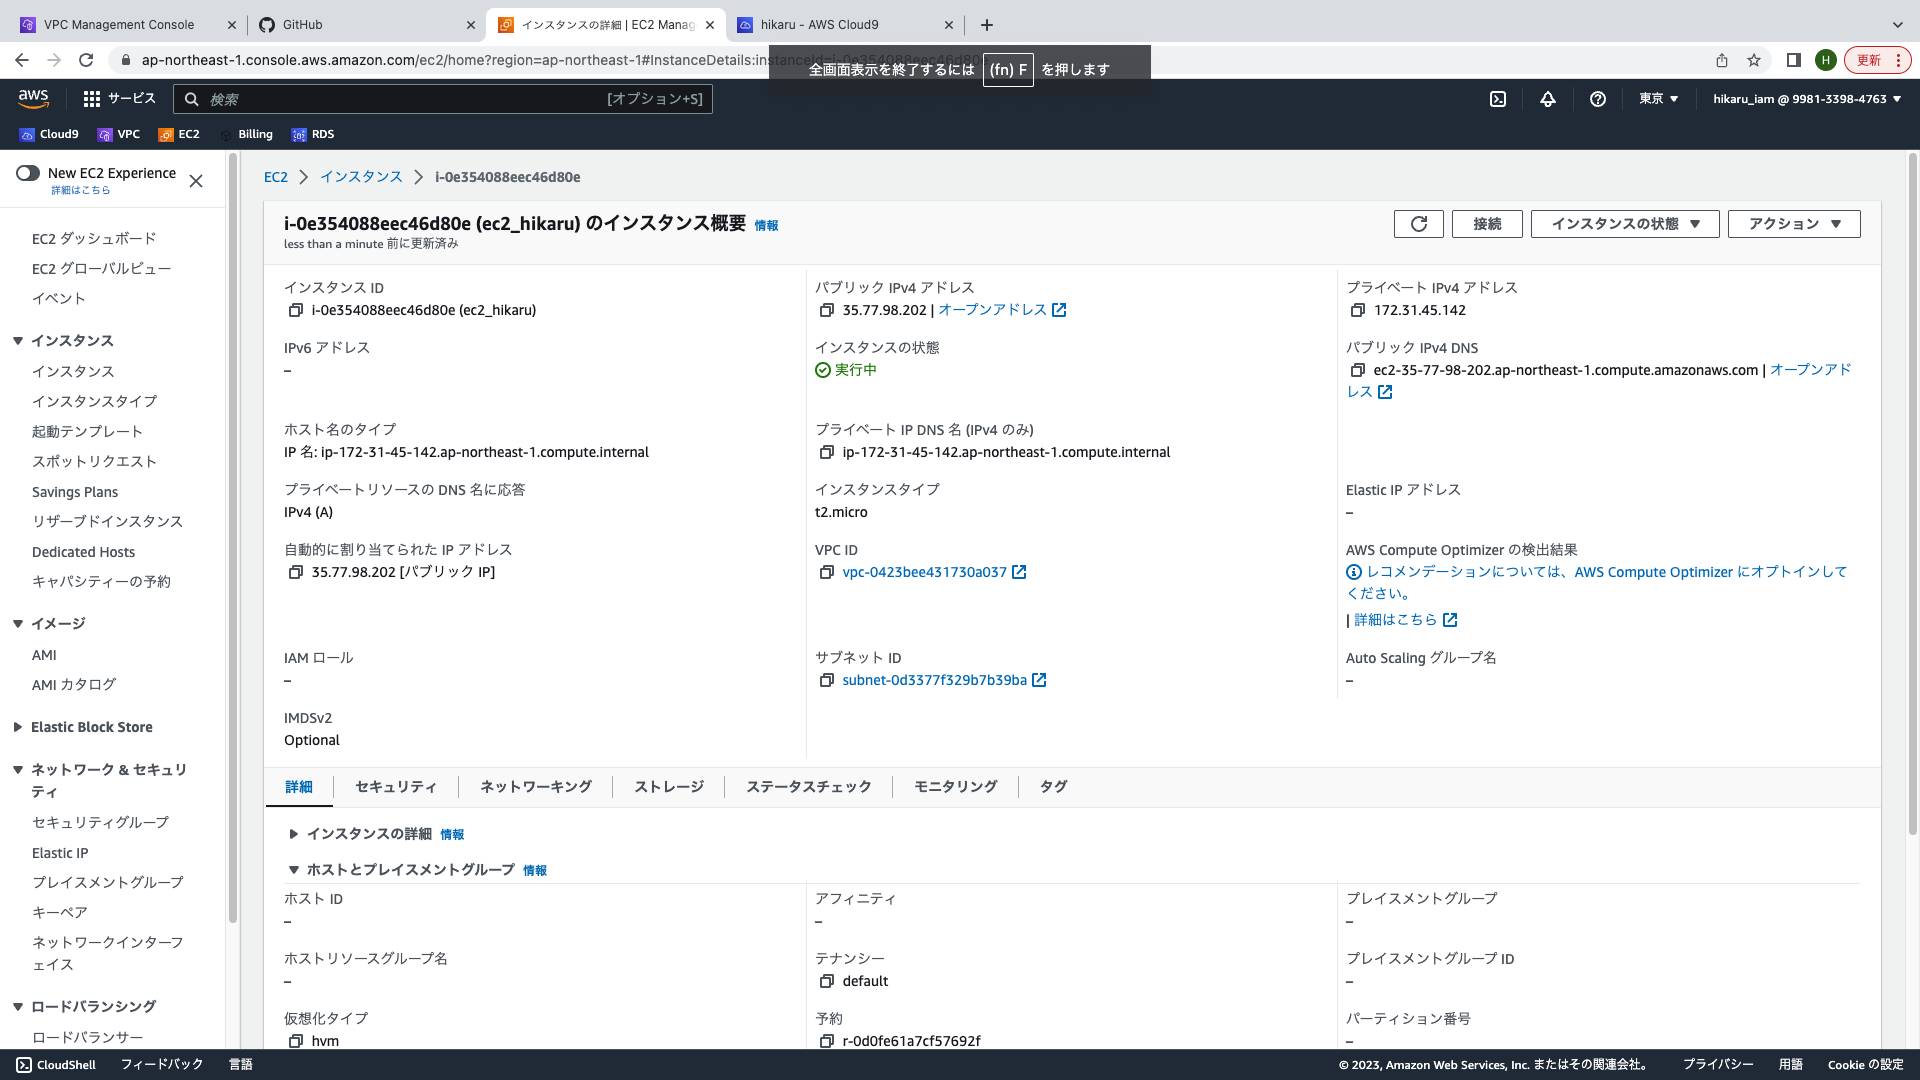 VPC Management Console
GitHub
インスタンスの詳細 | EC2 Manag
hikaru - AWS Cloud9
ap-northeast-1.console.aws.amazon.com/ec2/home?region=ap-northeast-1#InstanceDetails:instanceId=i-0e354088eec46d80e
H
更新
全画面表示を終了するには (fn) F を押します
aws
サービス
検索
[オプション+S]
東京
hikaru_iam @ 9981-3398-4763
Cloud9
VPC
EC2
Billing
RDS
New EC2 Experience
詳細はこちら
EC2 ダッシュボード
EC2 グローバルビュー
イベント
インスタンス
インスタンス
インスタンスタイプ
起動テンプレート
スポットリクエスト
Savings Plans
リザーブドインスタンス
Dedicated Hosts
キャパシティーの予約
イメージ
AMI
AMI カタログ
Elastic Block Store
ネットワーク & セキュリ
ティ
セキュリティグループ
Elastic IP
プレイスメントグループ
キーペア
ネットワークインターフ
ェイス
ロードバランシング
ロードバランサー
EC2
インスタンス
i-0e354088eec46d80e
i-0e354088eec46d80e (ec2_hikaru) のインスタンス概要 情報
less than a minute 前に更新済み
接続
インスタンスの状態
アクション
インスタンス ID
i-0e354088eec46d80e (ec2_hikaru)
パブリック IPv4 アドレス
35.77.98.202 | オープンアドレス
プライベート IPv4 アドレス
172.31.45.142
IPv6 アドレス
–
インスタンスの状態
実行中
パブリック IPv4 DNS
ec2-35-77-98-202.ap-northeast-1.compute.amazonaws.com | オープンアド
レス
ホスト名のタイプ
IP 名: ip-172-31-45-142.ap-northeast-1.compute.internal
プライベート IP DNS 名 (IPv4 のみ)
ip-172-31-45-142.ap-northeast-1.compute.internal
プライベートリソースの DNS 名に応答
IPv4 (A)
インスタンスタイプ
t2.micro
Elastic IP アドレス
–
自動的に割り当てられた IP アドレス
35.77.98.202 [パブリック IP]
VPC ID
vpc-0423bee431730a037
AWS Compute Optimizer の検出結果
レコメンデーションについては、AWS Compute Optimizer にオプトインして
ください。
| 詳細はこちら
IAM ロール
–
サブネット ID
subnet-0d3377f329b7b39ba
Auto Scaling グループ名
–
IMDSv2
Optional
詳細
セキュリティ
ネットワーキング
ストレージ
ステータスチェック
モニタリング
タグ
インスタンスの詳細 情報
ホストとプレイスメントグループ 情報
ホスト ID
–
アフィニティ
–
プレイスメントグループ
–
ホストリソースグループ名
–
テナンシー
default
プレイスメントグループ ID
–
仮想化タイプ
hvm
予約
r-0d0fe61a7cf57692f
パーティション番号
–
CloudShell
フィードバック
言語
© 2023, Amazon Web Services, Inc. またはその関連会社。
プライバシー
用語
Cookie の設定